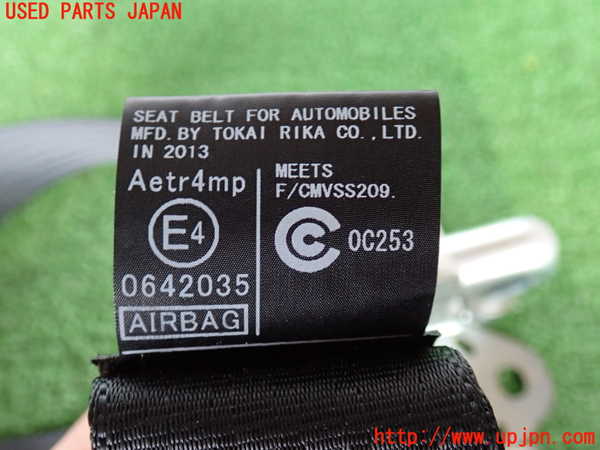 USED PARTS JAPAN
SEAT BELT FOR AUTOMOBILES
MFD. BY TOKAI RIKA CO.,LTD.
IN 2013
Aetr4mp
E4
0642035
AIRBAG
MEETS
F/CMVSS209.
0C253
http://www.upjpn.com/